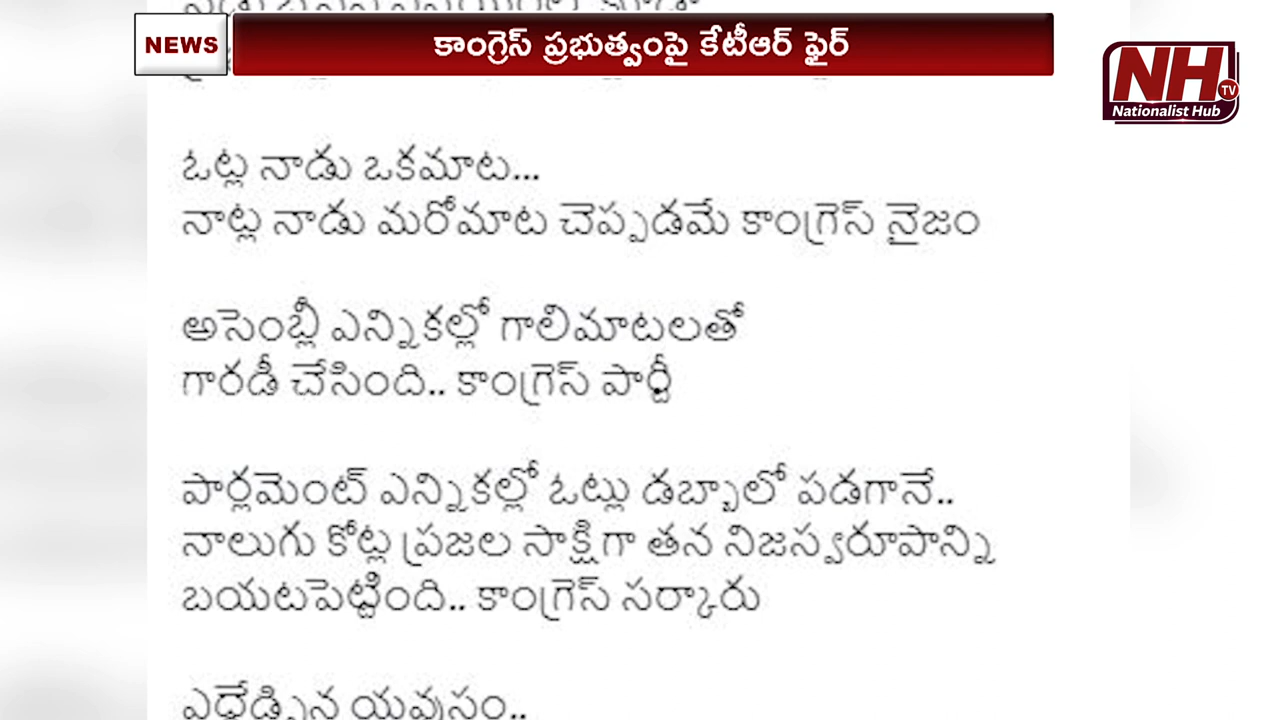 NEWS
కాంగ్రెస్ ప్రభుత్వంపై కేటీఆర్ ఫైర్
NH TV
Nationalist Hub
ఓట్ల నాడు ఒకమాట...
నాట్ల నాడు మరోమాట చెప్పడమే కాంగ్రెస్ నైజం
అసెంబ్లీ ఎన్నికల్లో గాలిమాటలతో
గారడీ చేసింది.. కాంగ్రెస్ పార్టీ
పార్లమెంట్ ఎన్నికల్లో ఓట్లు డబ్బాలో పడగానే..
నాలుగు కోట్ల ప్రజల సాక్షిగా తన నిజస్వరూపాన్ని
బయటపెట్టింది.. కాంగ్రెస్ సర్కారు